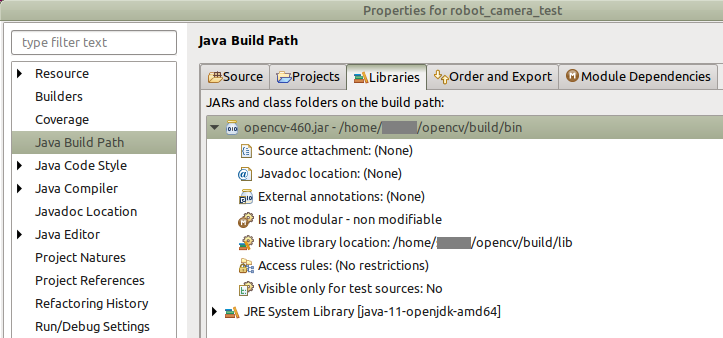 Properties for robot_camera_test
type filter text
Resource
Builders
Coverage
Java Build Path
Java Code Style
Java Compiler
Javadoc Location
Java Editor
Project Natures
Project References
Refactoring History
Run/Debug Settings
Java Build Path
Source Projects Libraries Order and Export Module Dependencies
JARs and class folders on the build path:
opencv-460.jar - /home/ /opencv/build/bin
Source attachment: (None)
Javadoc location: (None)
External annotations: (None)
Is not modular - non modifiable
Native library location: /home/ /opencv/build/lib
Access rules: (No restrictions)
Visible only for test sources: No
JRE System Library [java-11-openjdk-amd64]